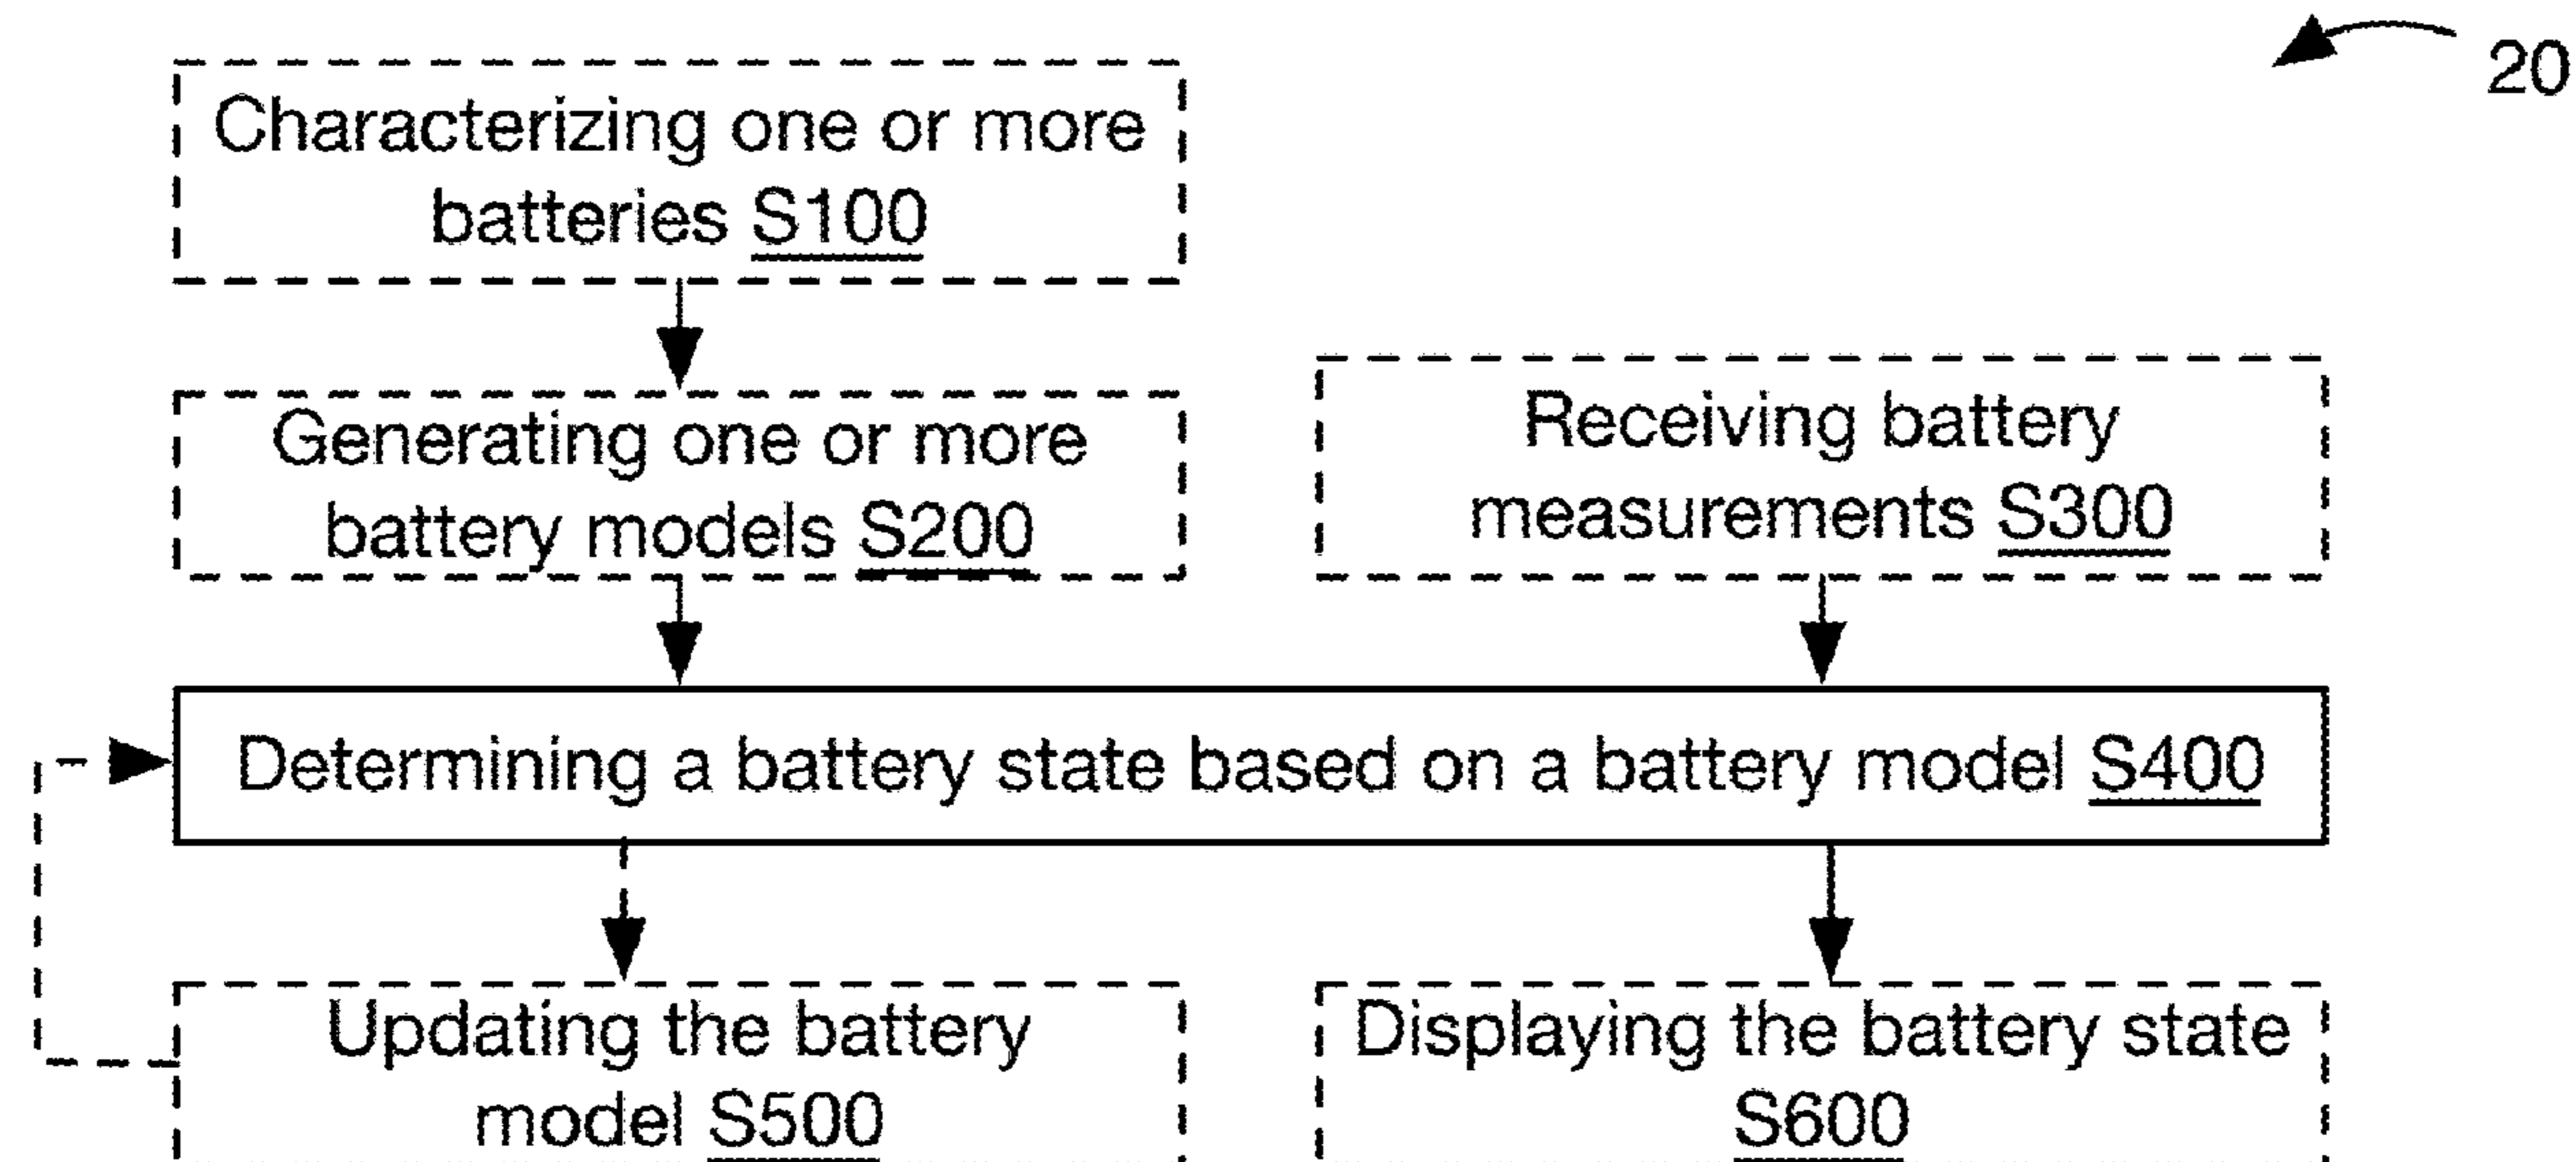 20
Characterizing one or more
batteries S100
Generating one or more
battery models S200
Receiving battery
measurements S300
Determining a battery state based on a battery model S400
Updating the battery
model S500
Displaying the battery state
S600